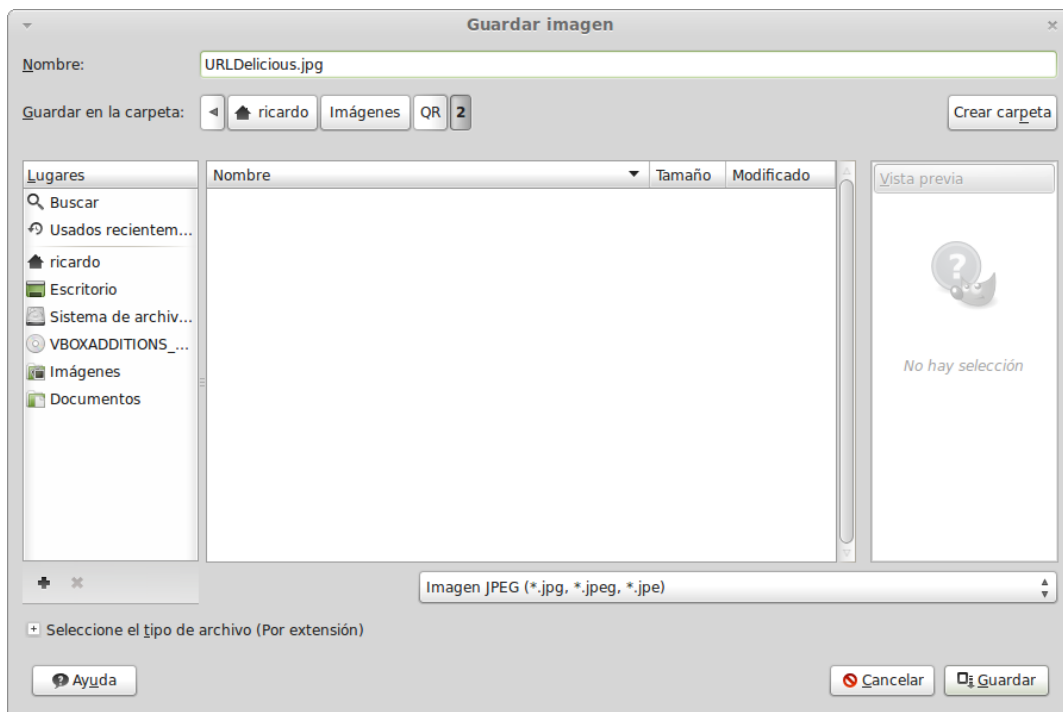 Guardar imagen
Nombre: URLDelicious.jpg
Guardar en la carpeta: ricardo Imágenes QR 2 Crear carpeta
Lugares Nombre Tamaño Modificado Vista previa
Buscar
Usados recientem...
ricardo
Escritorio
Sistema de archiv...
VBOXADDITIONS_...
Imágenes No hay selección
Documentos
Imagen JPEG (*.jpg, *.jpeg, *.jpe)
Seleccione el tipo de archivo (Por extensión)
Ayuda Cancelar Guardar